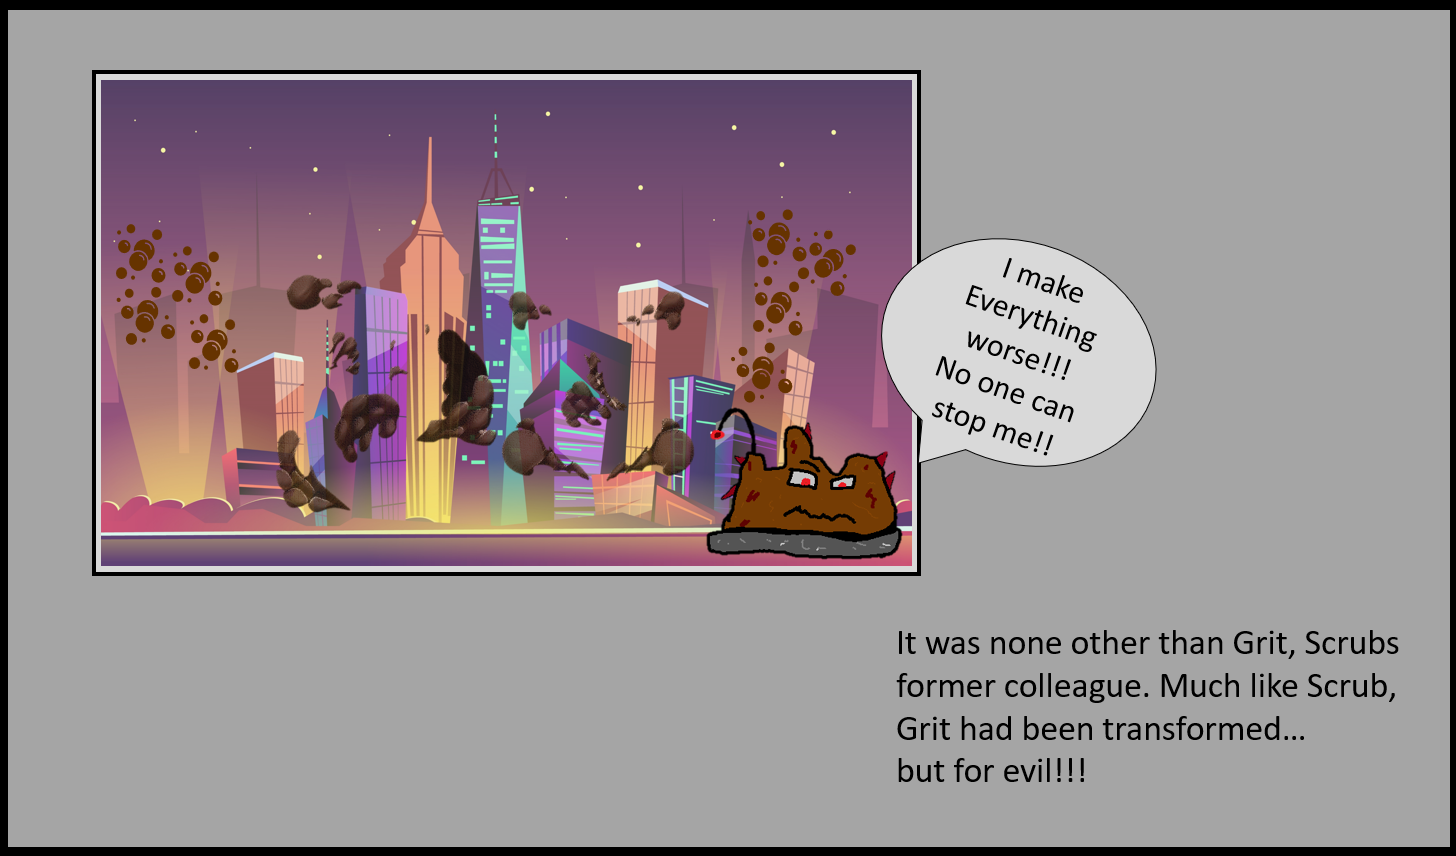 I make
Everything
worse!!!
No one can
stop me!!
It was none other than Grit, Scrubs
former colleague. Much like Scrub,
Grit had been transformed…
but for evil!!!